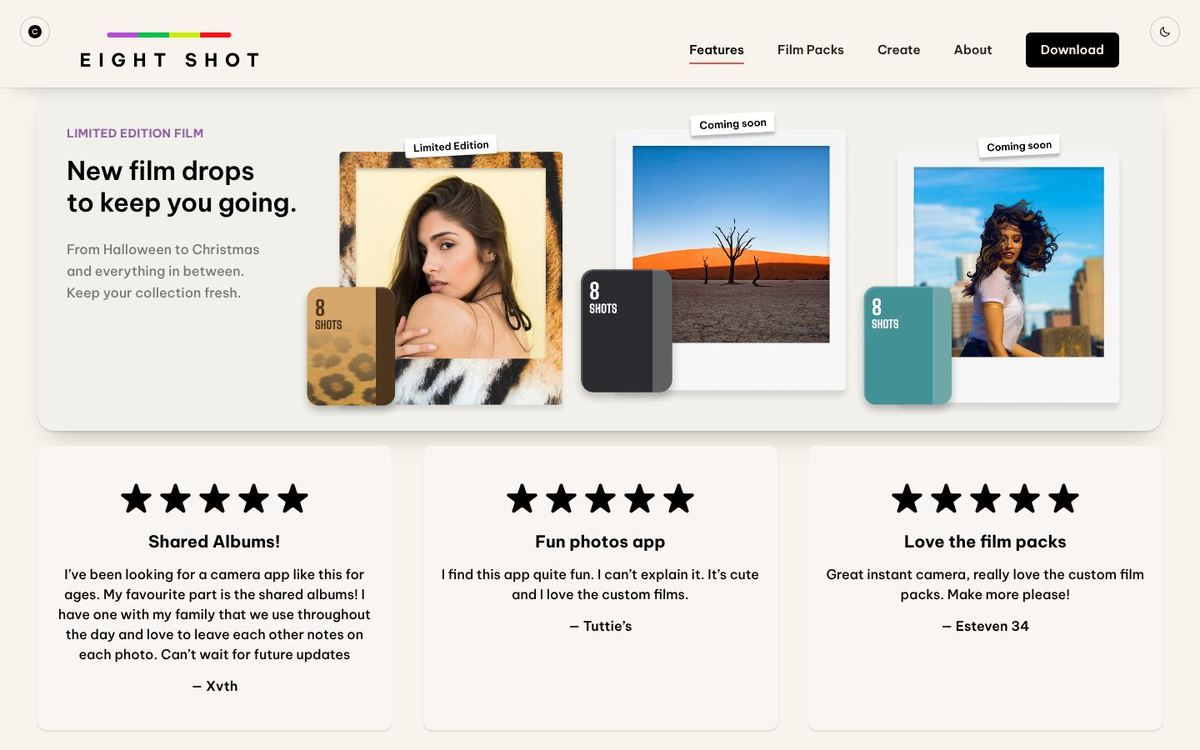 C
EIGHT SHOT
Features
Film Packs
Create
About
Download
LIMITED EDITION FILM
New film drops
to keep you going.
From Halloween to Christmas
and everything in between.
Keep your collection fresh.
Limited Edition
8
SHOTS
Coming soon
8
SHOTS
Coming soon
8
SHOTS
Shared Albums!
I’ve been looking for a camera app like this for
ages. My favourite part is the shared albums! I
have one with my family that we use throughout
the day and love to leave each other notes on
each photo. Can’t wait for future updates
— Xvth
Fun photos app
I find this app quite fun. I can’t explain it. It’s cute
and I love the custom films.
— Tuttie’s
Love the film packs
Great instant camera, really love the custom film
packs. Make more please!
— Esteven 34